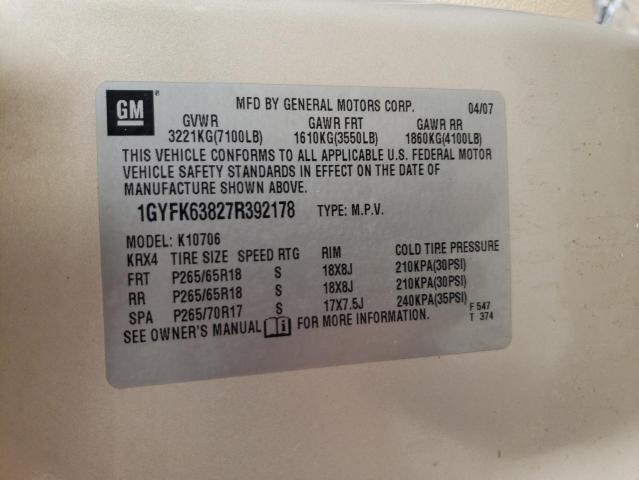 GM ®
MFD BY GENERAL MOTORS CORP. 04/07
GVWR GAWR FRT GAWR RR
3221KG(7100LB) 1610KG(3550LB) 1860KG(4100LB)
THIS VEHICLE CONFORMS TO ALL APPLICABLE U.S. FEDERAL MOTOR
VEHICLE SAFETY STANDARDS IN EFFECT ON THE DATE OF
MANUFACTURE SHOWN ABOVE.
1GYFK63827R392178 TYPE: M.P.V.
MODEL: K10706
KRX4 TIRE SIZE SPEED RTG RIM COLD TIRE PRESSURE
FRT P265/65R18 S 18X8J 210KPA(30PSI)
RR P265/65R18 S 18X8J 210KPA(30PSI)
SPA P265/70R17 S 17X7.5J 240KPA(35PSI) F 547
SEE OWNER'S MANUAL i FOR MORE INFORMATION. T 374